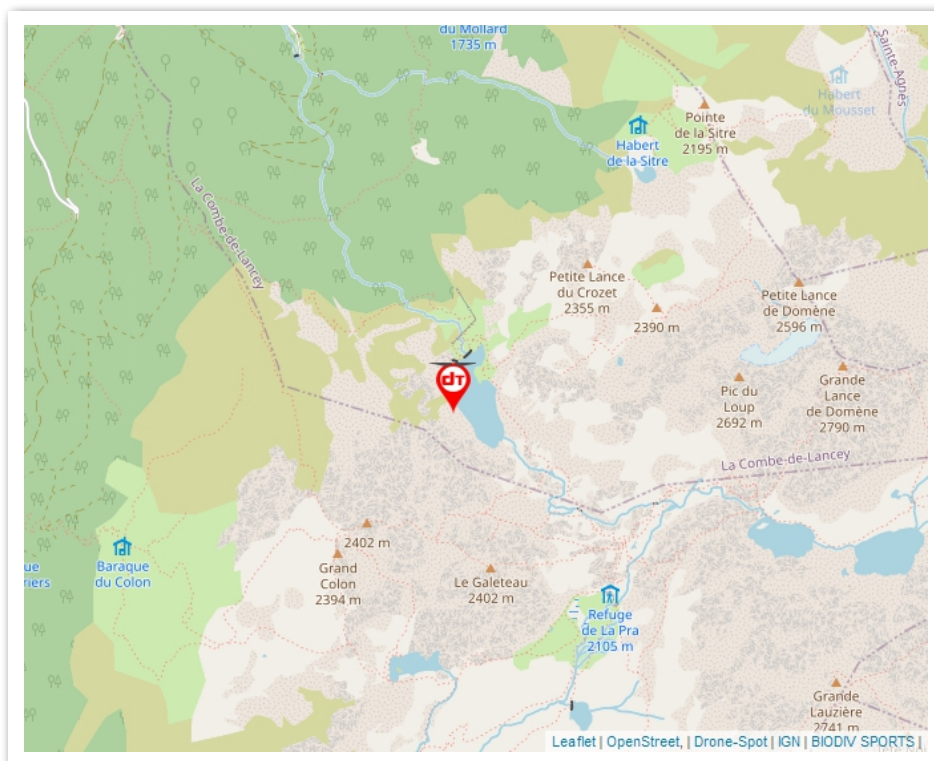 du Mollard
1735 m
Sainte-Agnès
Habert
du Mousset
Pointe
de la Sitre
2195 m
Habert
de la Sitre
La Combe-de-Lancey
Petite Lance
du Crozet
2355 m
2390 m
Petite Lance
de Domène
2596 m
dT
Pic du
Loup
2692 m
Grande
Lance
de Domène
2790 m
La Combe-de-Lancey
2402 m
Grand
Colon
2394 m
Le Galeteau
2402 m
ue
riers
Baraque
du Colon
Refuge
de La Pra
2105 m
Grande
Lauzière
2741 m
Leaflet | OpenStreet, | Drone-Spot | IGN | BIODIV SPORTS |